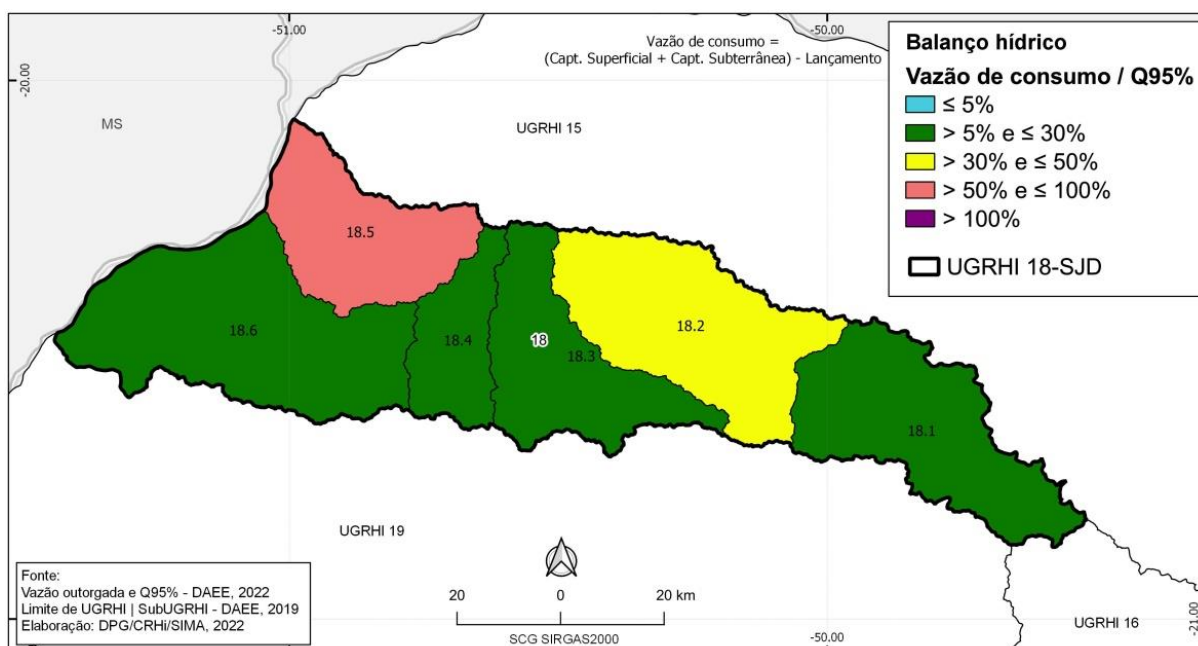 -51.00
-50.00
Vazão de consumo =
(Capt. Superficial + Capt. Subterrânea) - Lançamento
-20.00
-20.00
MS
UGRHI 15
Balanço hídrico
Vazão de consumo / Q95%
≤ 5%
> 5% e ≤ 30%
> 30% e ≤ 50%
> 50% e ≤ 100%
> 100%
UGRHI 18-SJD
18.5
18.6
18.4
18
18.3
18.2
18.1
UGRHI 19
UGRHI 16
Fonte:
Vazão outorgada e Q95% - DAEE, 2022
Limite de UGRHI | SubUGRHI - DAEE, 2019
Elaboração: DPG/CRHi/SIMA, 2022
20 0 20 km
SCG SIRGAS2000
-50.00
-21.00